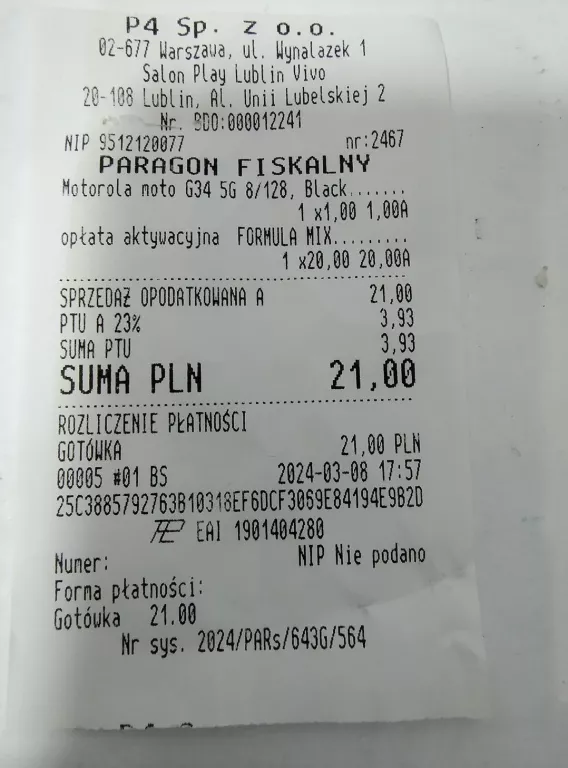 P4 Sp. z o.o.
02-677 Warszawa, ul. Wynalazek 1
Salon Play Lublin Vivo
20-108 Lublin, Al. Unii Lubelskiej 2
Nr. BDO:000012241
NIP 9512120077 nr:2467
PARAGON FISKALNY
Motorola moto G34 5G 8/128, Black.......
1 x1,00 1,00A
opłata aktywacyjna FORMULA MIX.........
1 x20,00 20,00A
SPRZEDAŻ OPODATKOWANA A 21,00
PTU A 23% 3,93
SUMA PTU 3,93
SUMA PLN 21,00
ROZLICZENIE PŁATNOŚCI
GOTÓWKA 21,00 PLN
00005 #01 BS 2024-03-08 17:57
25C3885792763B10318EF6DCF3069E84194E9B2D
EAI 1901404280
Numer: NIP Nie podano
Forma płatności:
Gotówka 21.00
Nr sys. 2024/PARs/643G/564